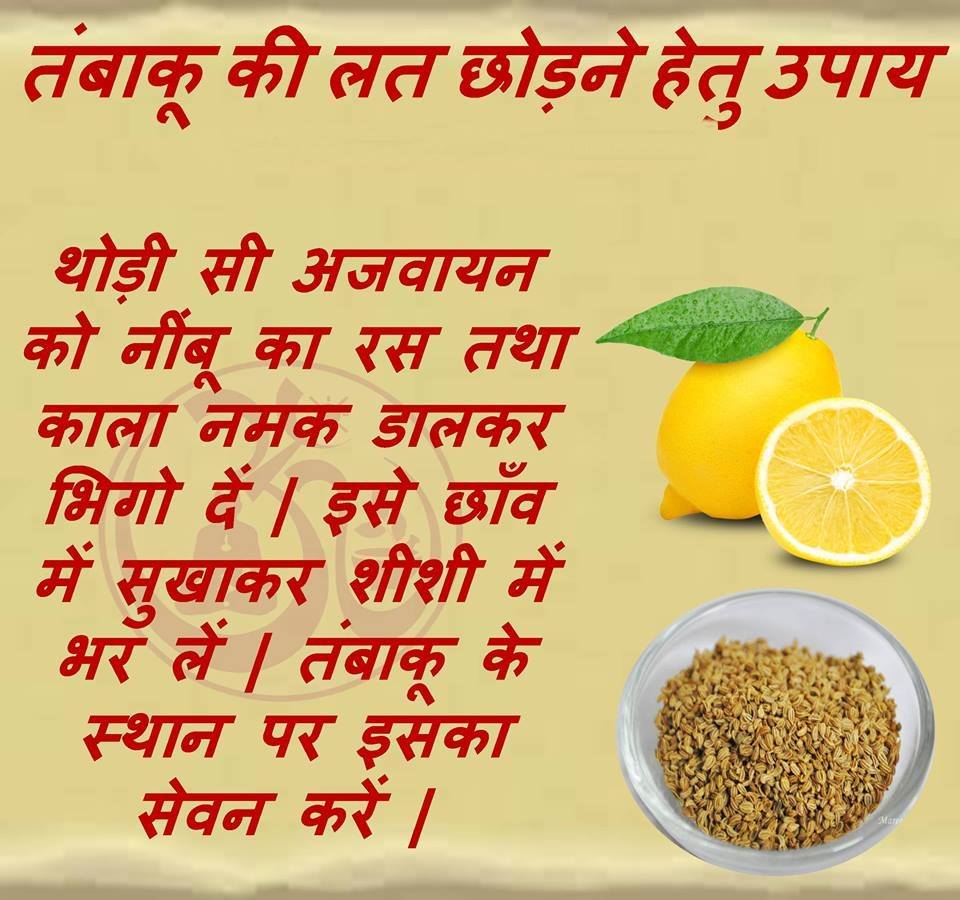 तंबाकू की लत छोड़ने हेतु उपाय
थोड़ी सी अजवायन
को नींबू का रस तथा
काला नमक डालकर
भिगो दें | इसे छाँव
में सुखाकर शीशी में
भर लें | तंबाकू के
स्थान पर इसका
सेवन करें |